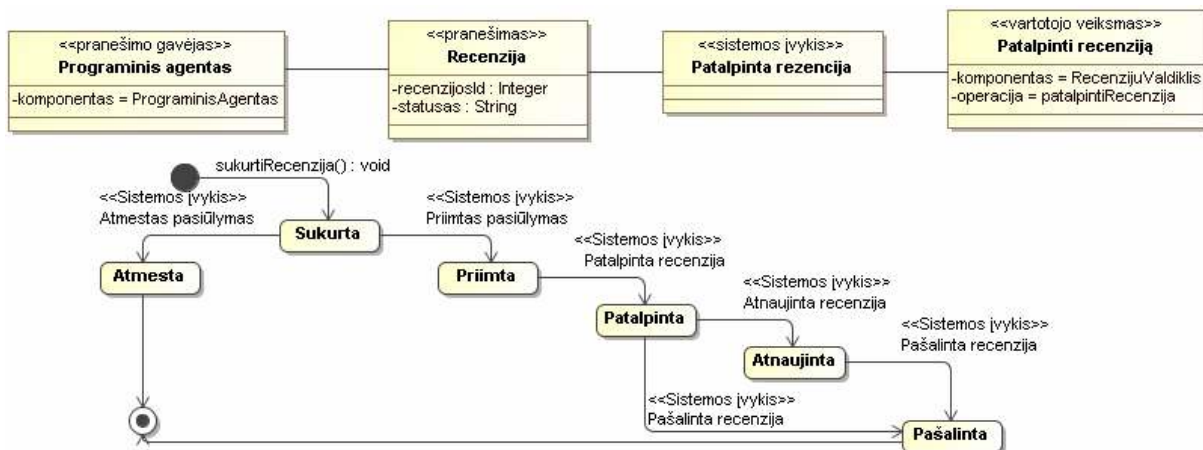 <<pranešimo gavėjas>>
Programinis agentas
-komponentas = PrograminisAgentas
<<pranešimas>>
Recenzija
-recenzijosId : Integer
-statusas : String
<<sistemos įvykis>>
Patalpinta rezencija
<<vartotojo veiksmas>>
Patalpinti recenziją
-komponentas = RecenzijuValdiklis
-operacija = patalpintiRecenzija
sukurtiRecenzija() : void
<<Sistemos įvykis>>
Atmestas pasiūlymas
<<Sistemos įvykis>>
Priimtas pasiūlymas
Sukurta
Atmesta
Priimta
<<Sistemos įvykis>>
Patalpinta recenzija
Patalpinta
<<Sistemos įvykis>>
Atnaujinta recenzija
Atnaujinta
<<Sistemos įvykis>>
Pašalinta recenzija
<<Sistemos įvykis>>
Pašalinta recenzija
Pašalinta